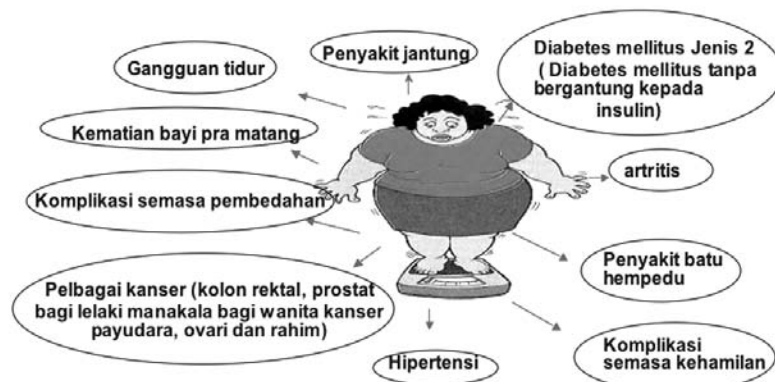 Penyakit jantung
Diabetes mellitus Jenis 2
( Diabetes mellitus tanpa
bergantung kepada
insulin)
Gangguan tidur
Kematian bayi pra matang
artritis
Komplikasi semasa pembedahan
Penyakit batu
hempedu
Pelbagai kanser (kolon rektal, prostat
bagi lelaki manakala bagi wanita kanser
payudara, ovari dan rahim)
Hipertensi
Komplikasi
semasa kehamilan